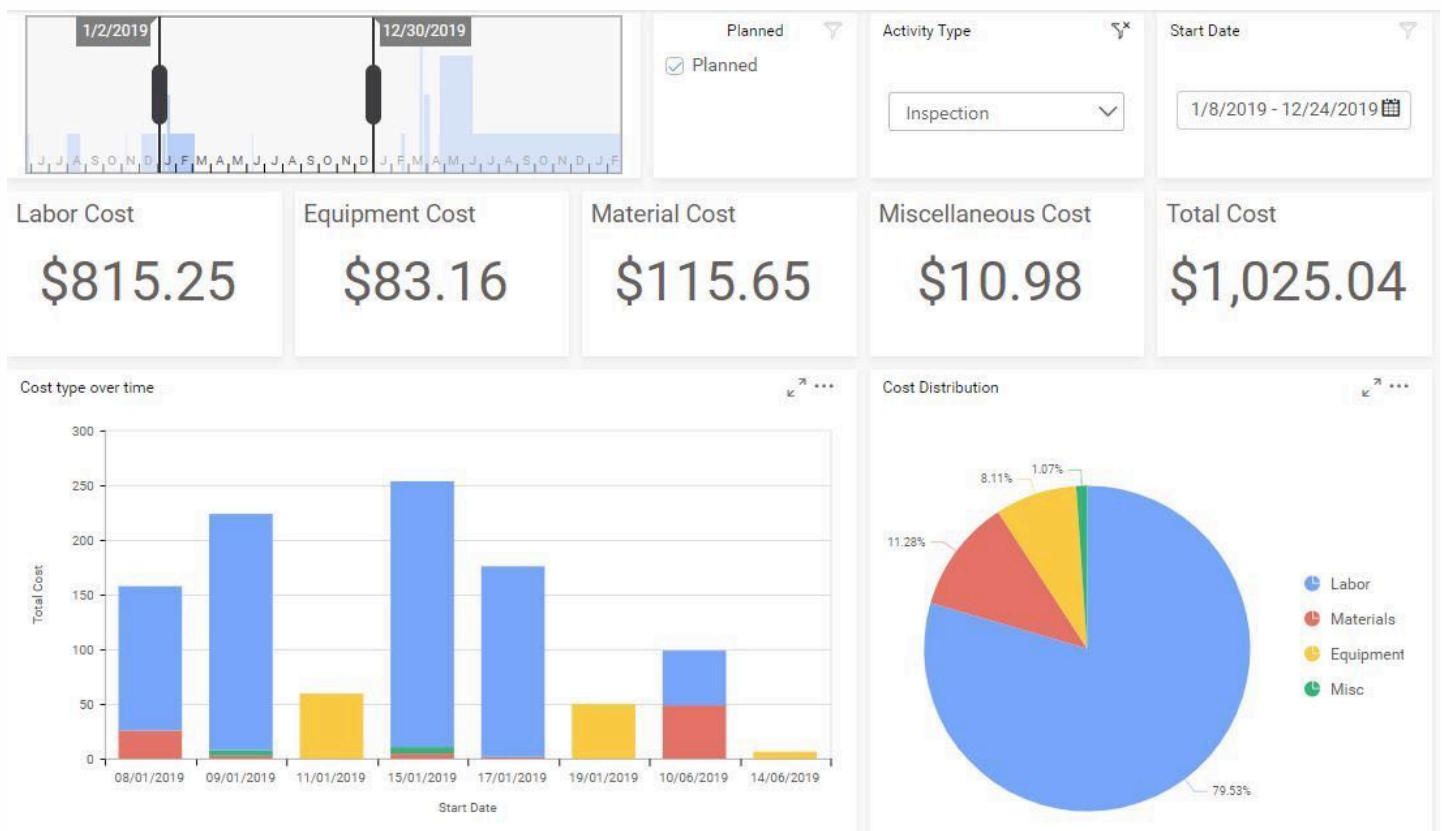 1/2/2019
12/30/2019
J J A S O N D J F M A M J J A S O N D J F M A M J J A S O N D J F
Planned
Planned
Activity Type
Inspection
Start Date
1/8/2019 - 12/24/2019
Labor Cost
$815.25
Equipment Cost
$83.16
Material Cost
$115.65
Miscellaneous Cost
$10.98
Total Cost
$1,025.04
Cost type over time
300
250
200
150
100
50
0
Total Cost
08/01/2019 09/01/2019 11/01/2019 15/01/2019 17/01/2019 19/01/2019 10/06/2019 14/06/2019
Start Date
Cost Distribution
1.07%
8.11%
11.28%
79.53%
Labor
Materials
Equipment
Misc